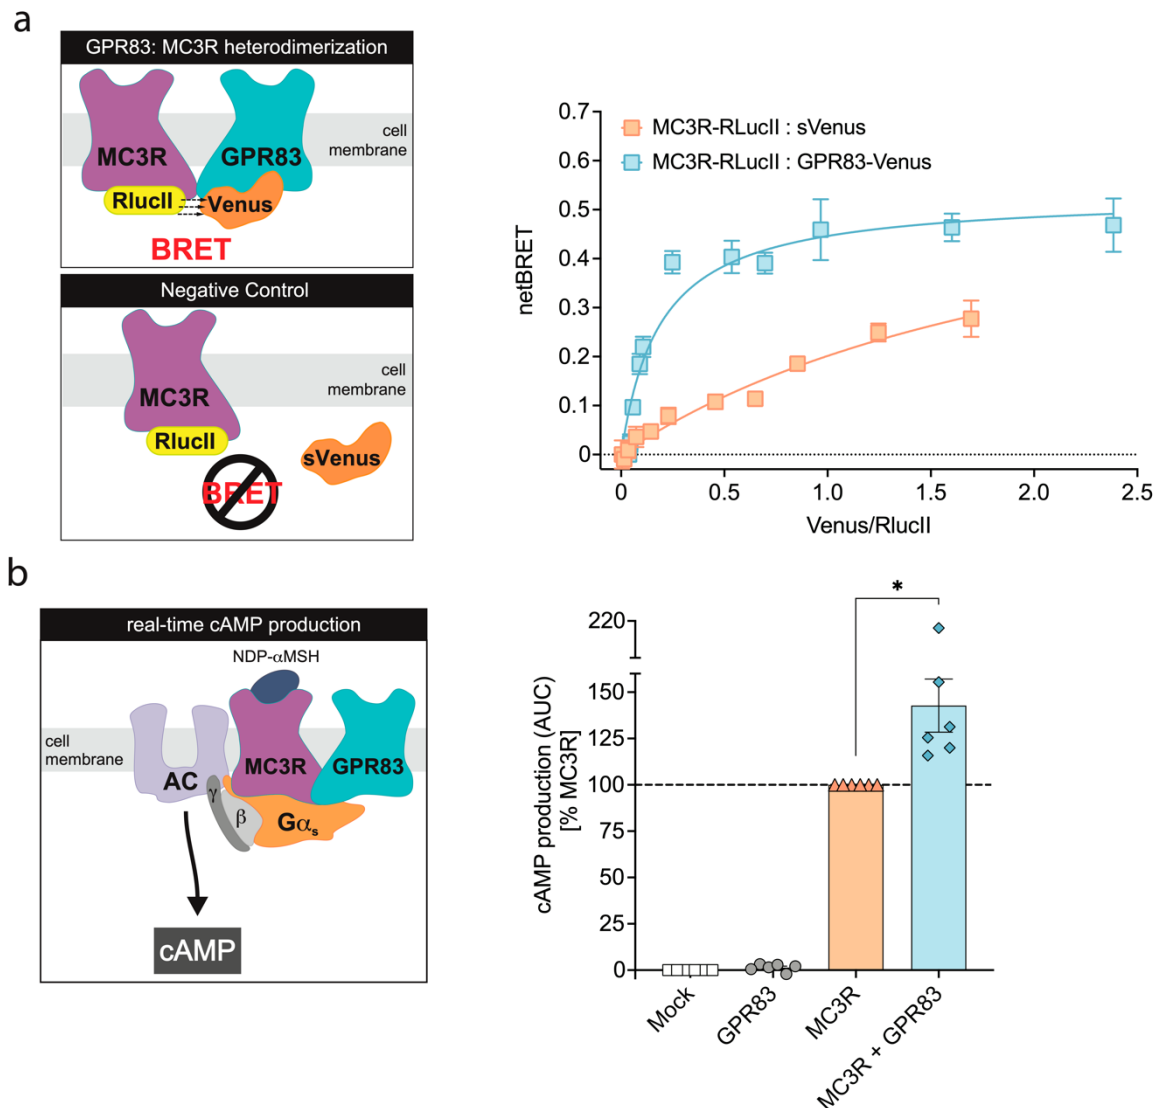 a
GPR83: MC3R heterodimerization
cell
membrane
MC3R
GPR83
RlucII
Venus
BRET
Negative Control
cell
membrane
MC3R
RlucII
BRET
sVenus
MC3R-RLucII : sVenus
MC3R-RLucII : GPR83-Venus
netBRET
0.7
0.6
0.5
0.4
0.3
0.2
0.1
0
0
0.5
1.0
1.5
2.0
2.5
Venus/RlucII
b
real-time cAMP production
NDP-αMSH
cell
membrane
AC
MC3R
GPR83
γ
β
Gαs
cAMP
cAMP production (AUC)
[% MC3R]
220
150
125
100
75
50
25
0
*
Mock
GPR83
MC3R
MC3R + GPR83